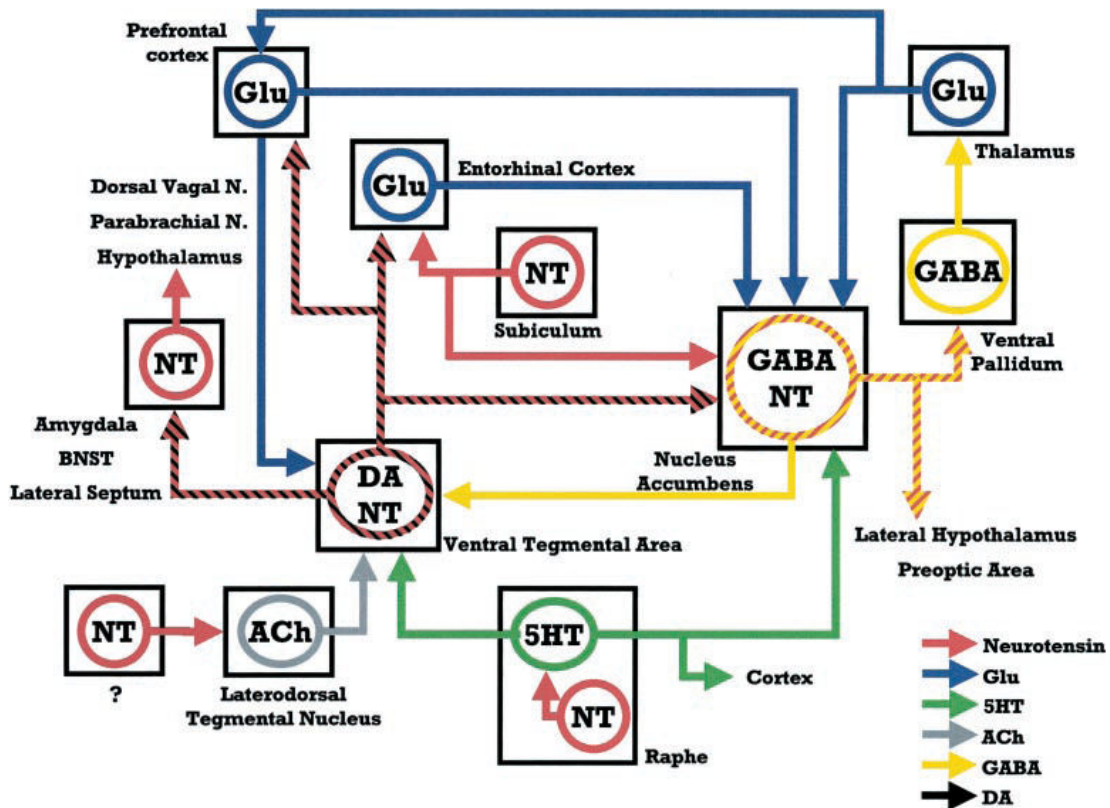 Prefrontal
cortex
Glu
Glu
Thalamus
Dorsal Vagal N.
Parabrachial N.
Hypothalamus
Glu
Entorhinal Cortex
NT
Subiculum
GABA
Ventral
Pallidum
NT
Amygdala
BNST
Lateral Septum
GABA
NT
Nucleus
Accumbens
DA
NT
Ventral Tegmental Area
Lateral Hypothalamus
Preoptic Area
NT
?
ACh
Laterodorsal
Tegmental Nucleus
5HT
NT
Raphe
Cortex
Neurotensin
Glu
5HT
ACh
GABA
DA